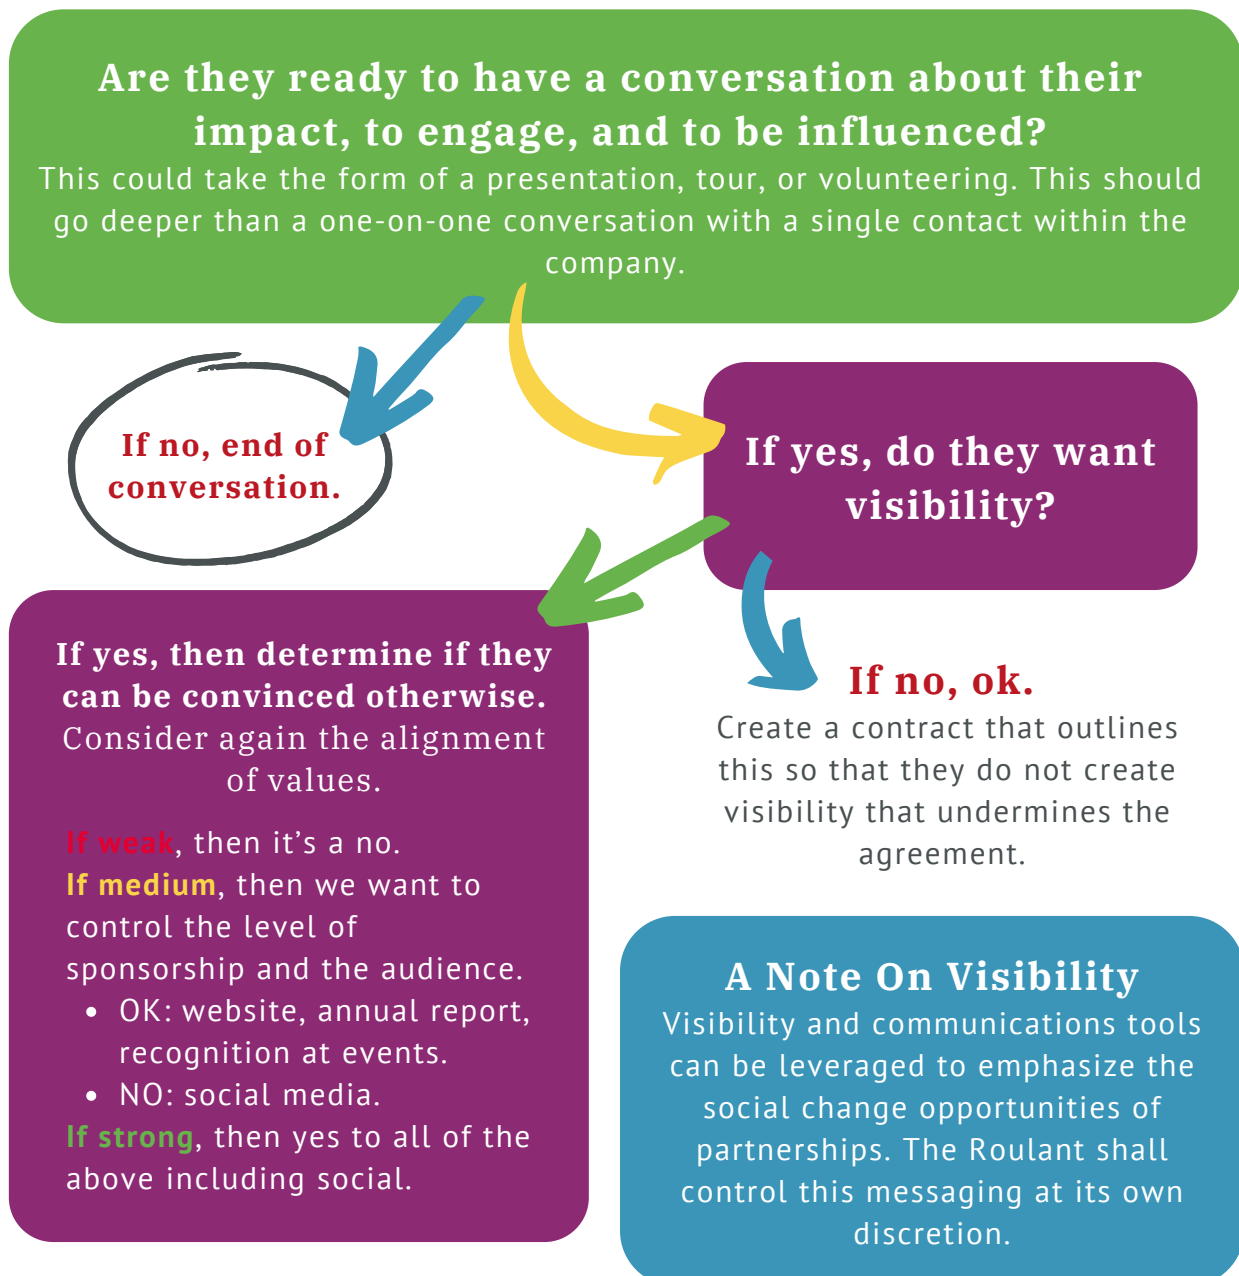 Are they ready to have a conversation about their
impact, to engage, and to be influenced?
This could take the form of a presentation, tour, or volunteering. This should
go deeper than a one-on-one conversation with a single contact within the
company.
If no, end of
conversation.
If yes, do they want
visibility?
If yes, then determine if they
can be convinced otherwise.
Consider again the alignment
of values.
If weak, then it’s a no.
If medium, then we want to
control the level of
sponsorship and the audience.
• OK: website, annual report,
recognition at events.
• NO: social media.
If strong, then yes to all of the
above including social.
If no, ok.
Create a contract that outlines
this so that they do not create
visibility that undermines the
agreement.
A Note On Visibility
Visibility and communications tools
can be leveraged to emphasize the
social change opportunities of
partnerships. The Roulant shall
control this messaging at its own
discretion.